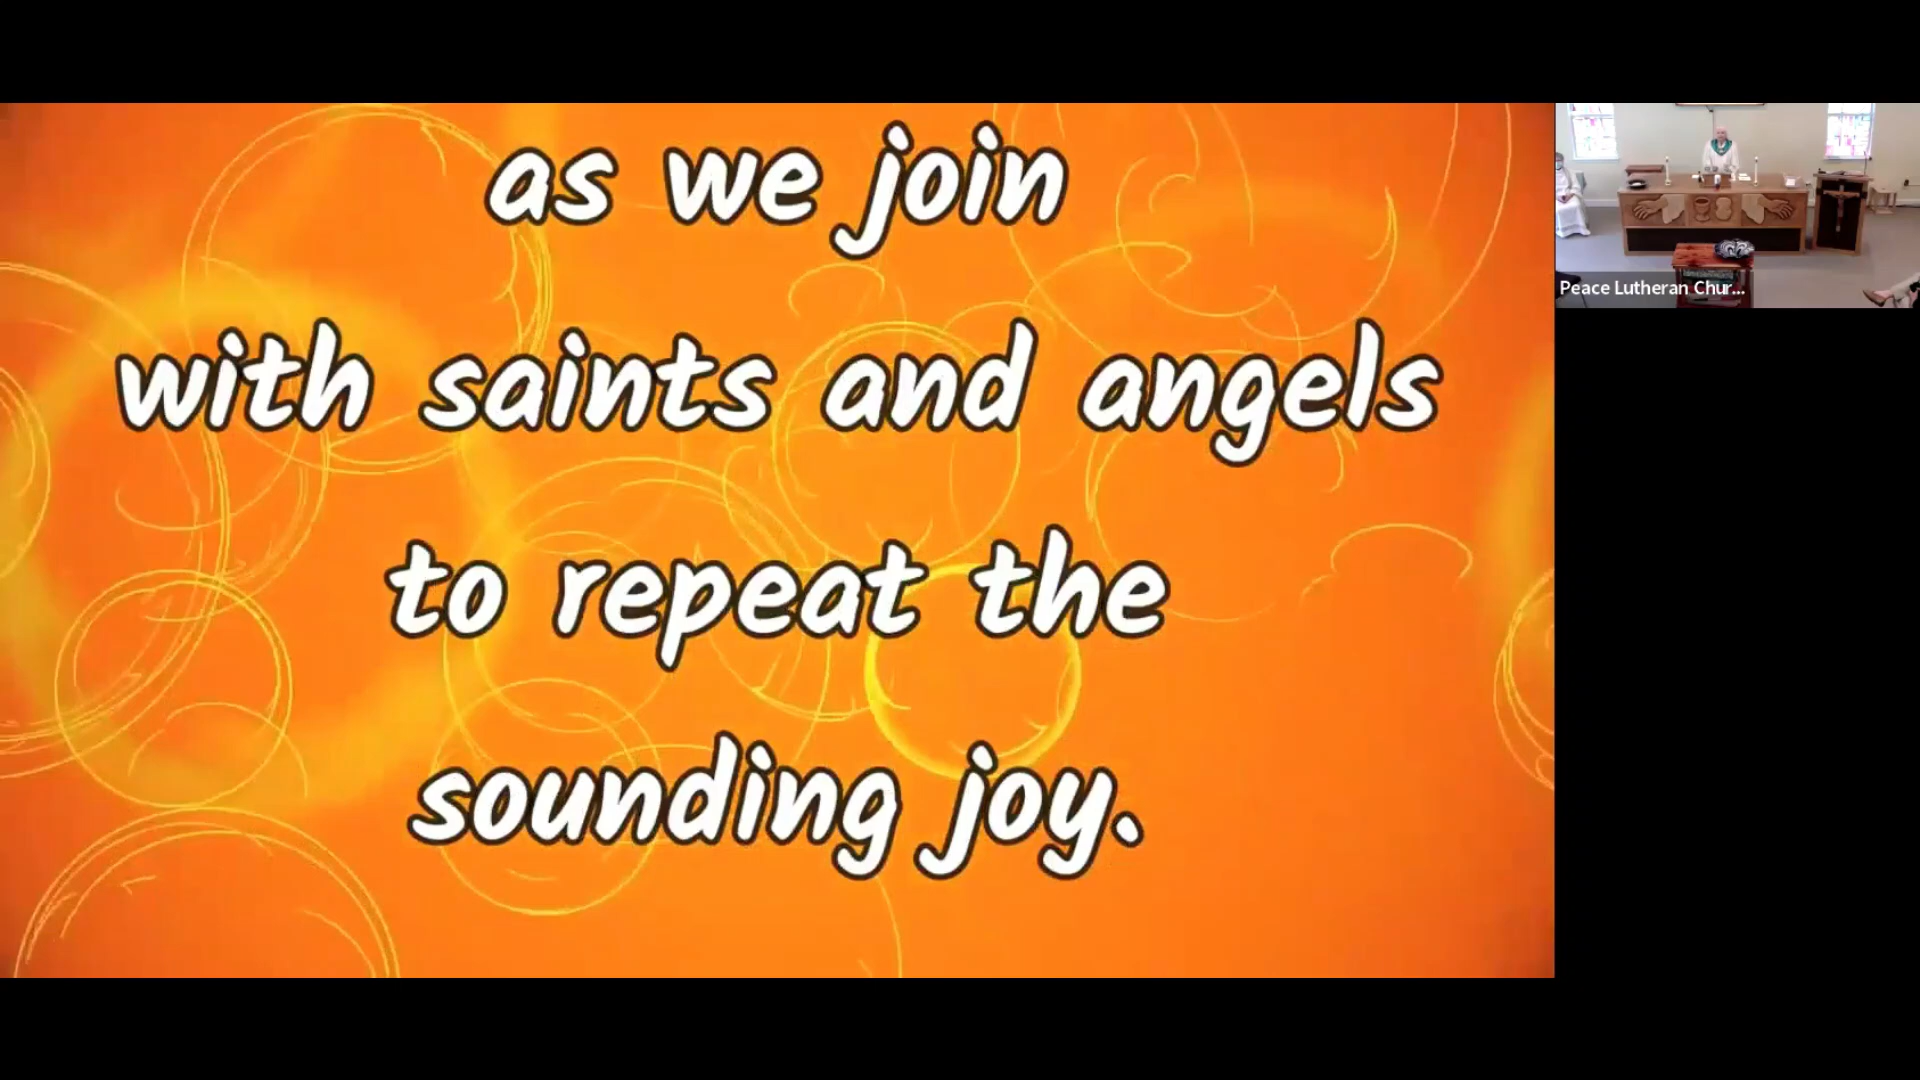 as we join
with saints and angels
to repeat the
sounding joy.
Peace Lutheran Chur...